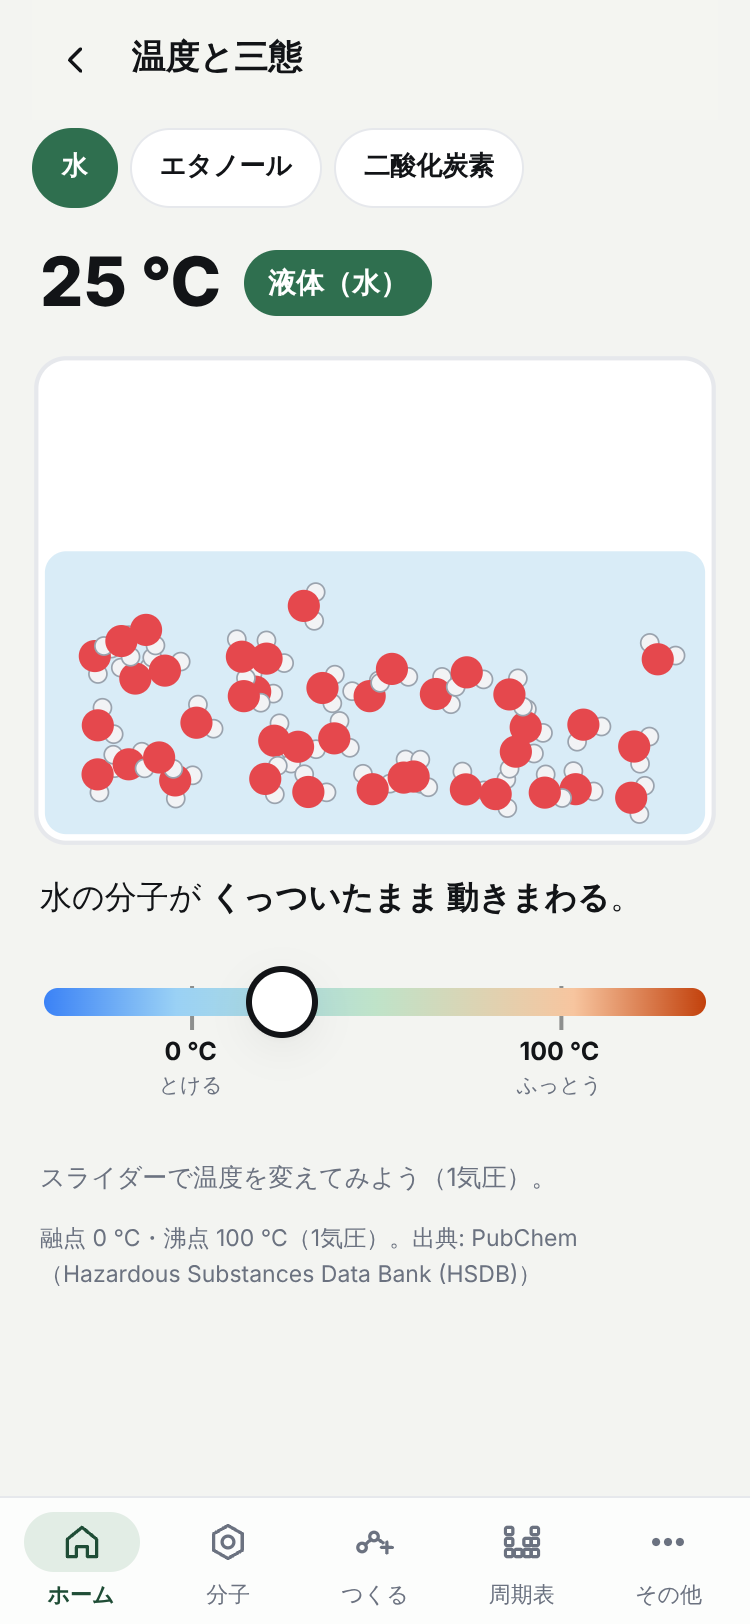 温度と三態
水 エタノール 二酸化炭素
25 °C 液体（水）
水の分子が くっついたまま 動きまわる。
0 °C 100 °C
とける ふっとう
スライダーで温度を変えてみよう（1気圧）。
融点 0 °C・沸点 100 °C（1気圧）。出典: PubChem
（Hazardous Substances Data Bank (HSDB)）
ホーム 分子 つくる 周期表 その他